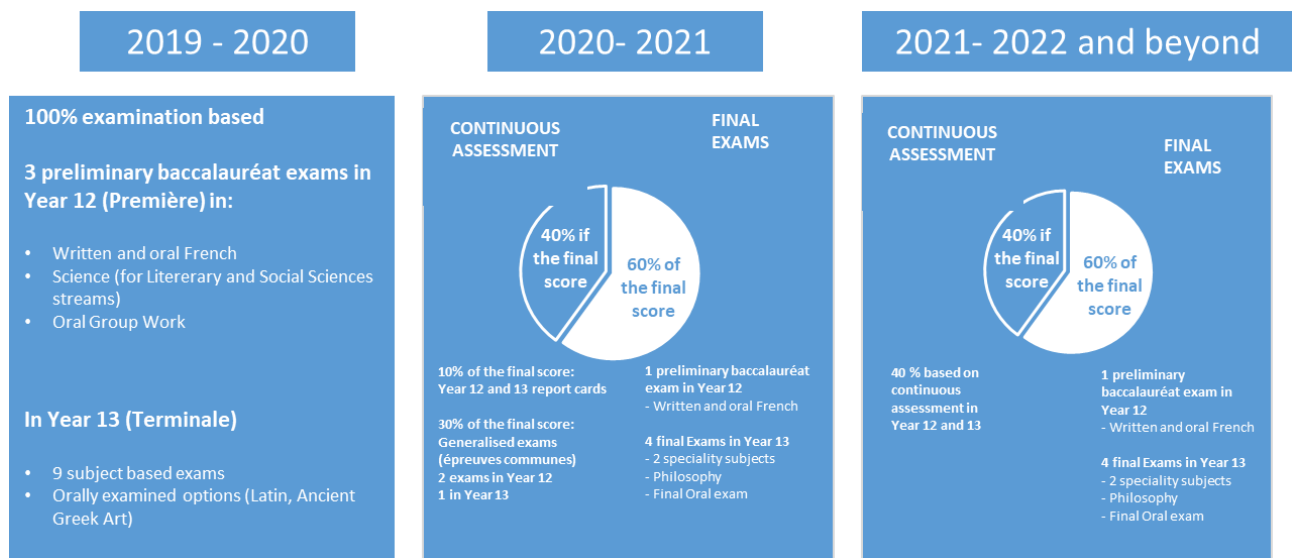 2019 - 2020
100% examination based
3 preliminary baccalauréat exams in
Year 12 (Première) in:
• Written and oral French
• Science (for Litererary and Social Sciences
streams)
• Oral Group Work
In Year 13 (Terminale)
• 9 subject based exams
• Orally examined options (Latin, Ancient
Greek Art)
2020- 2021
CONTINUOUS
ASSESSMENT
FINAL
EXAMS
40% if
the final
score
60% of
the final
score
10% of the final score:
Year 12 and 13 report cards
30% of the final score:
Generalised exams
(épreuves communes)
2 exams in Year 12
1 in Year 13
1 preliminary baccalauréat
exam in Year 12
- Written and oral French
4 final Exams in Year 13
- 2 speciality subjects
- Philosophy
- Final Oral exam
2021- 2022 and beyond
CONTINUOUS
ASSESSMENT
FINAL
EXAMS
40% if
the final
score
60% of
the final
score
40 % based on
continuous
assessment in
Year 12 and 13
1 preliminary
baccalauréat exam in
Year 12
- Written and oral French
4 final Exams in Year 13
- 2 speciality subjects
- Philosophy
- Final Oral exam